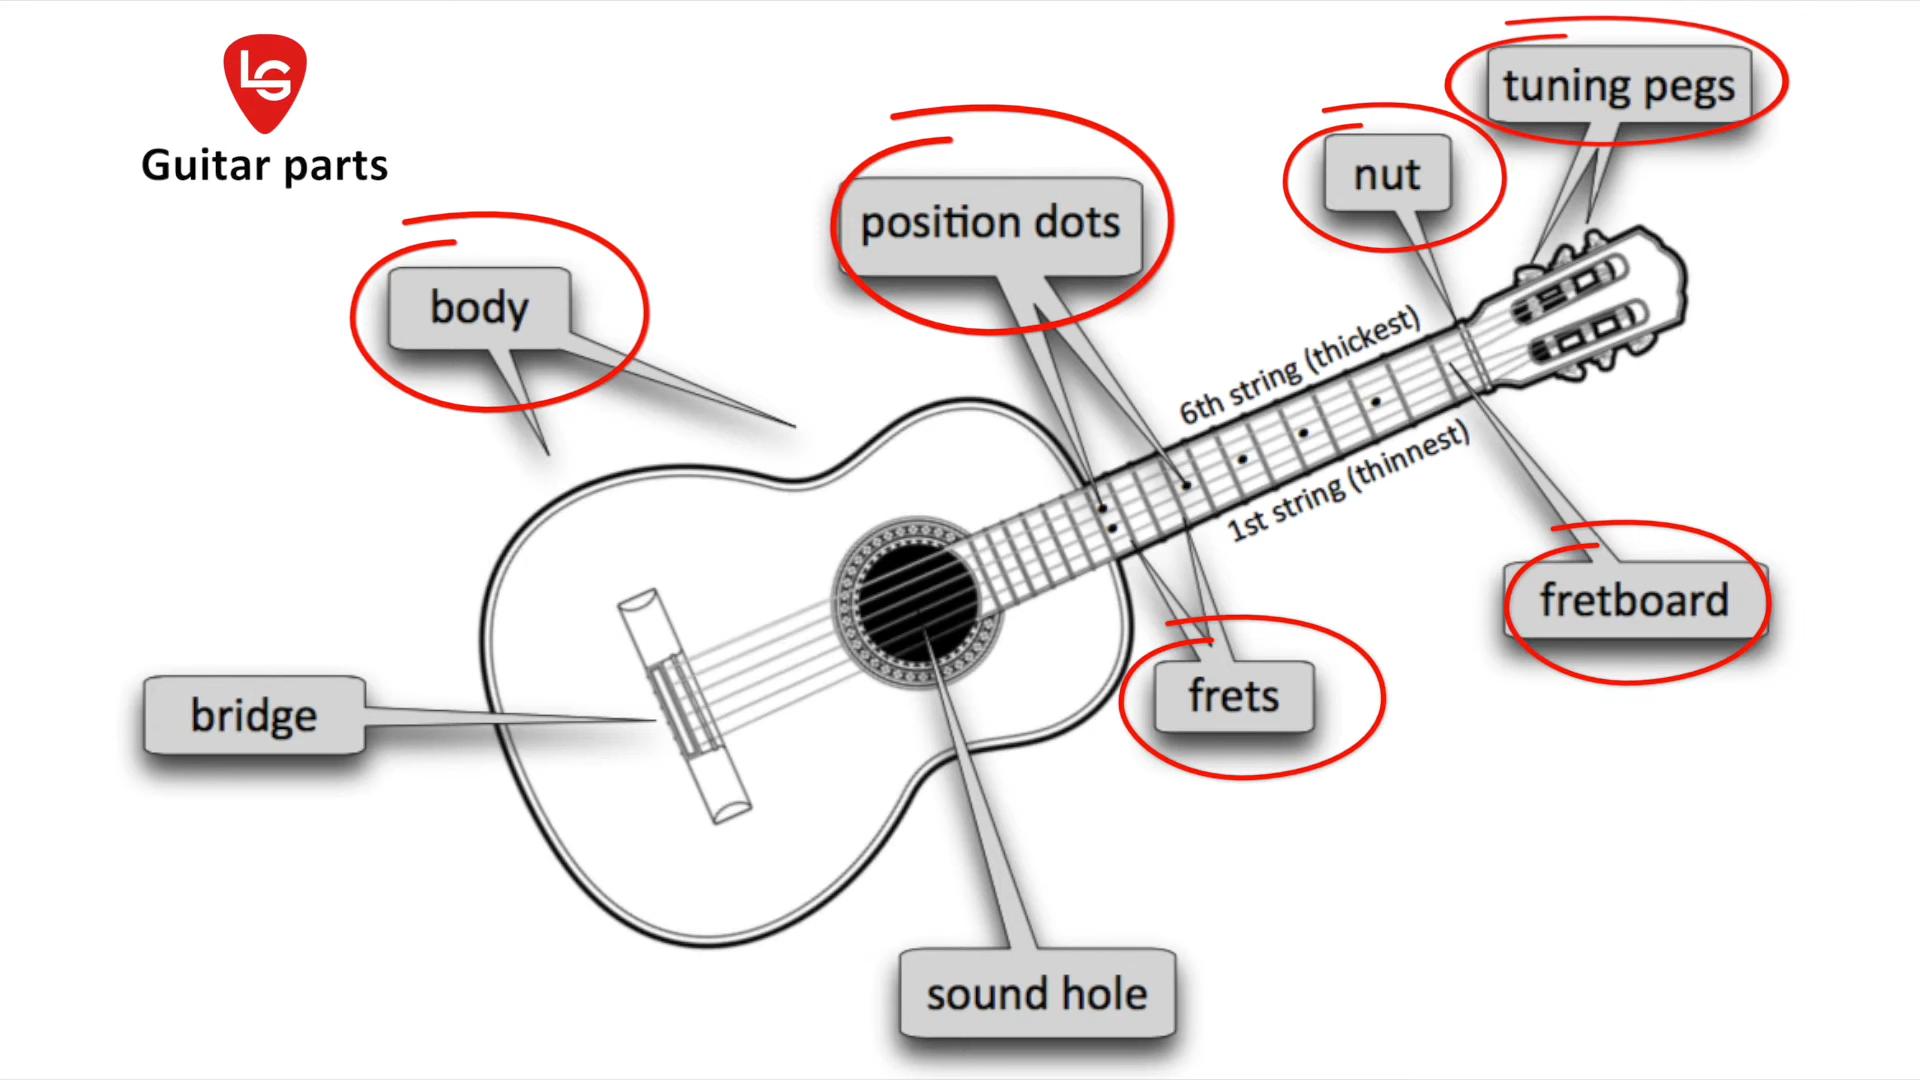 LG
Guitar parts
tuning pegs
nut
position dots
body
6th string (thickest)
1st string (thinnest)
fretboard
frets
bridge
sound hole